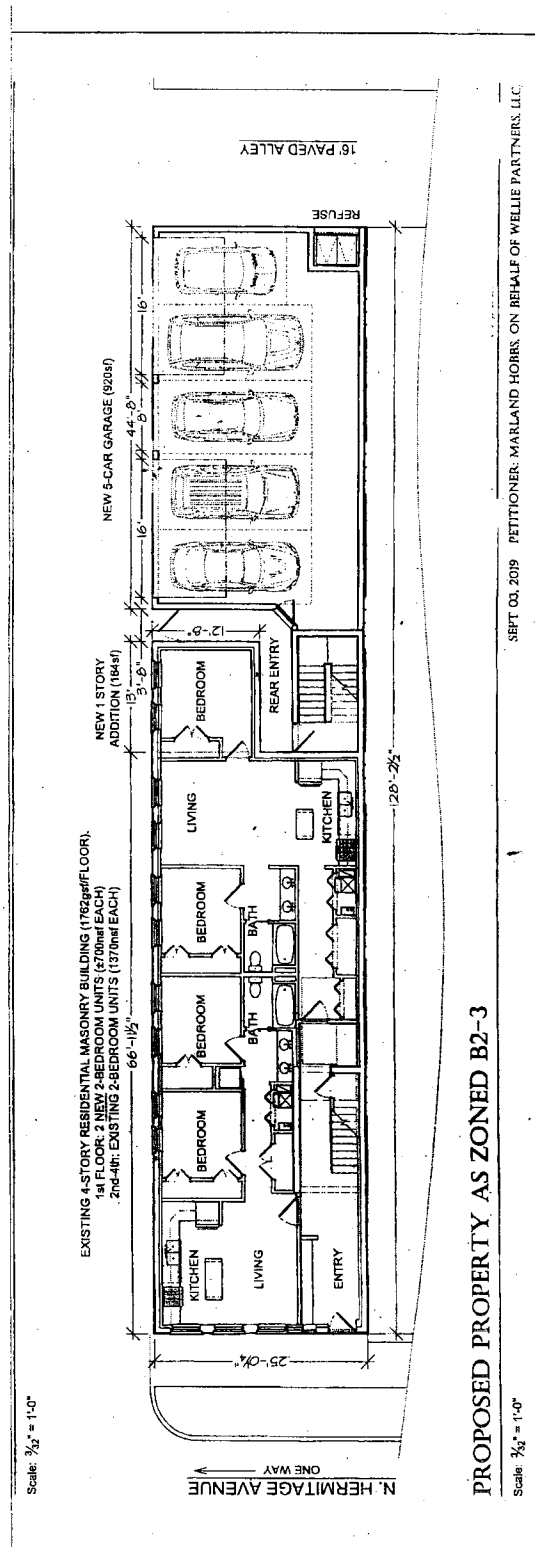 Scale: 3/32" = 1'-0"
EXISTING 4-STORY RESIDENTIAL MASONRY BUILDING (1762gsf/FLOOR).
1st FLOOR: 2 NEW 2-BEDROOM UNITS (±700nsf EACH)
2nd-4th: EXISTING 2-BEDROOM UNITS (1370nsf EACH)
66'-11½"
NEW 1 STORY
ADDITION (164sf)
13'
3'-8"
NEW 5-CAR GARAGE (920sf)
44'-8"
16'
8'
16'
12'-8"
25'-0¼"
KITCHEN
LIVING
ENTRY
BEDROOM
BEDROOM
BATH
BEDROOM
BATH
LIVING
KITCHEN
BEDROOM
REAR ENTRY
REFUSE
16' PAVED ALLEY
128'-2½"
N. HERMITAGE AVENUE
ONE WAY
PROPOSED PROPERTY AS ZONED B2-3
SEPT 03, 2019 PETITIONER: MARLAND HOBBS, ON BEHALF OF WELLIE PARTNERS, LLC
Scale: 3/32" = 1'-0"